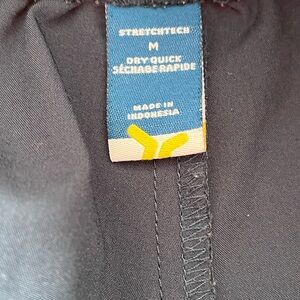 STRETCHTECH
M
DRY QUICK
SÉCHAGE RAPIDE
MADE IN
INDONESIA